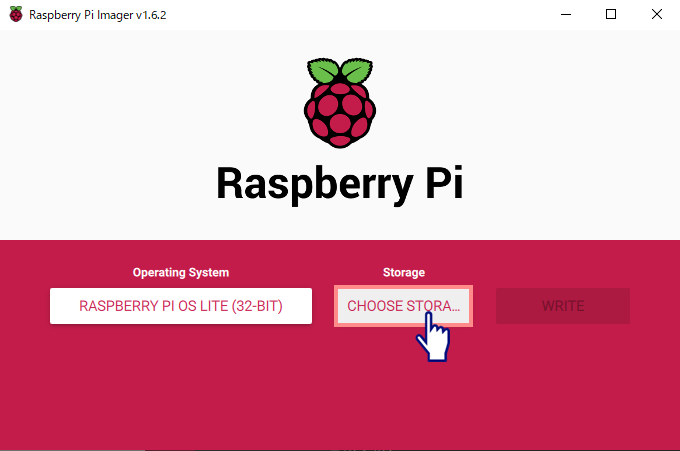 Raspberry Pi Imager v1.6.2
Raspberry Pi
Operating System
Storage
RASPBERRY PI OS LITE (32-BIT)
CHOOSE STORA...
WRITE